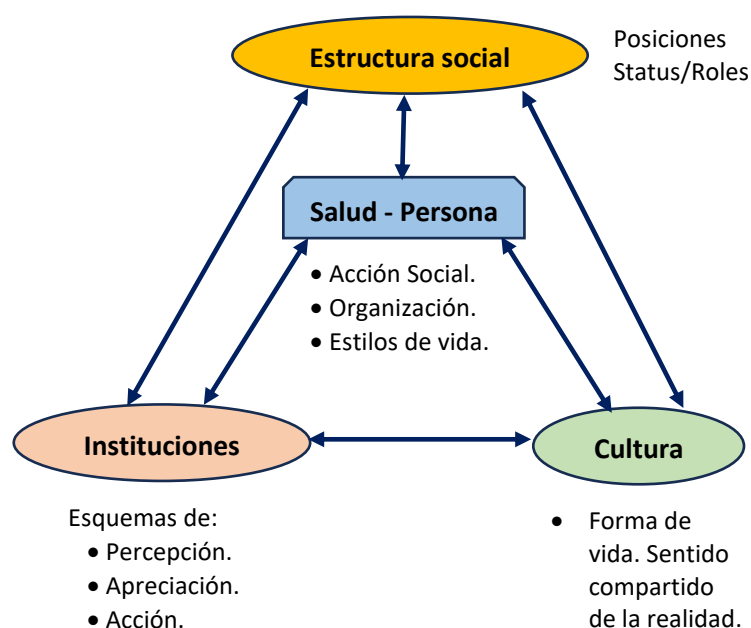 Estructura social
Posiciones
Status/Roles
Salud - Persona
• Acción Social.
• Organización.
• Estilos de vida.
Instituciones
Cultura
Esquemas de:
• Percepción.
• Apreciación.
• Acción.
• Forma de
vida. Sentido
compartido
de la realidad.